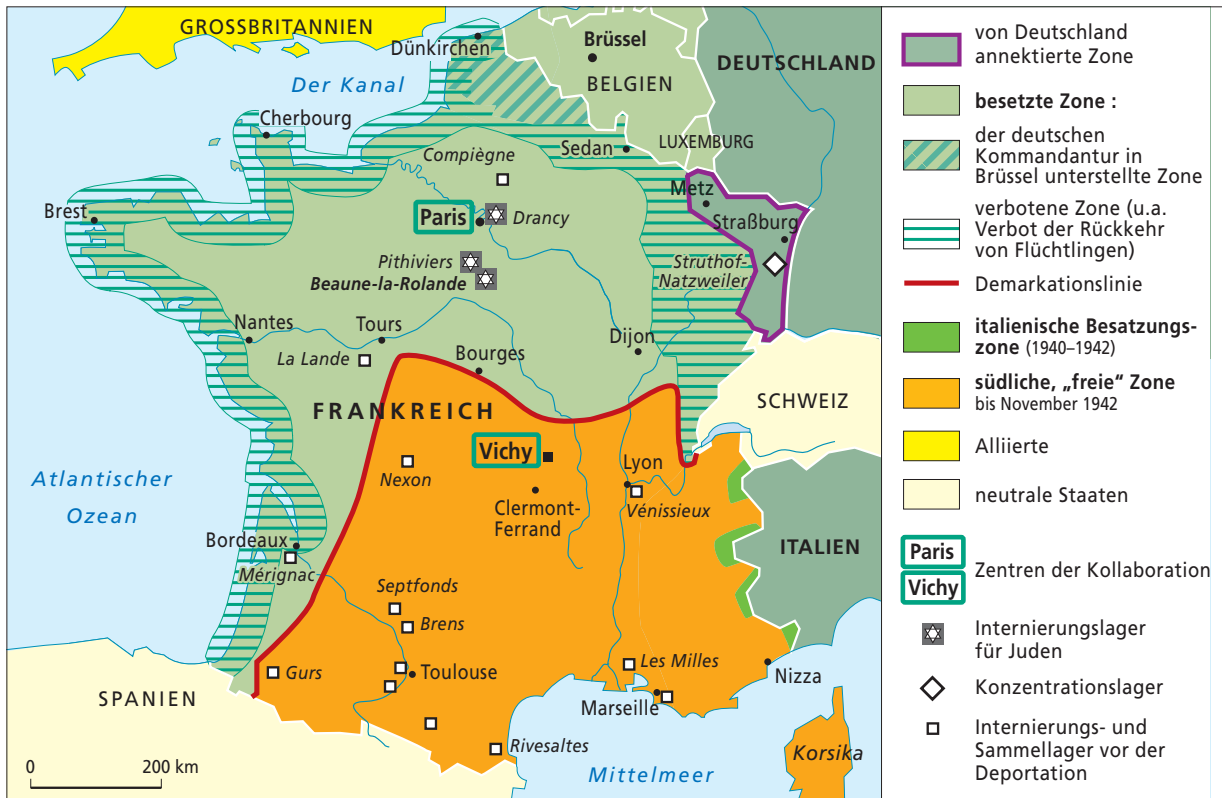 GROSSBRITANNIEN
Dünkirchen
Brüssel
BELGIEN
DEUTSCHLAND
Der Kanal
Cherbourg
Sedan
LUXEMBURG
Compiègne
Metz
Brest
Paris
Drancy
Straßburg
Pithiviers
Beaune-la-Rolande
Struthof-
Natzweiler
Nantes
Tours
La Lande
Bourges
Dijon
FRANKREICH
SCHWEIZ
Vichy
Nexon
Lyon
Clermont-
Ferrand
Vénissieux
Atlantischer
Ozean
Bordeaux
Mérignac
ITALIEN
Septfonds
Brens
Gurs
Toulouse
Les Milles
Nizza
SPANIEN
Marseille
Rivesaltes
Korsika
Mittelmeer
0 200 km
von Deutschland
annektierte Zone
besetzte Zone :
der deutschen
Kommandantur in
Brüssel unterstellte Zone
verbotene Zone (u.a.
Verbot der Rückkehr
von Flüchtlingen)
Demarkationslinie
italienische Besatzungs-
zone (1940–1942)
südliche, „freie“ Zone
bis November 1942
Alliierte
neutrale Staaten
Paris
Vichy
Zentren der Kollaboration
Internierungslager
für Juden
Konzentrationslager
Internierungs- und
Sammellager vor der
Deportation